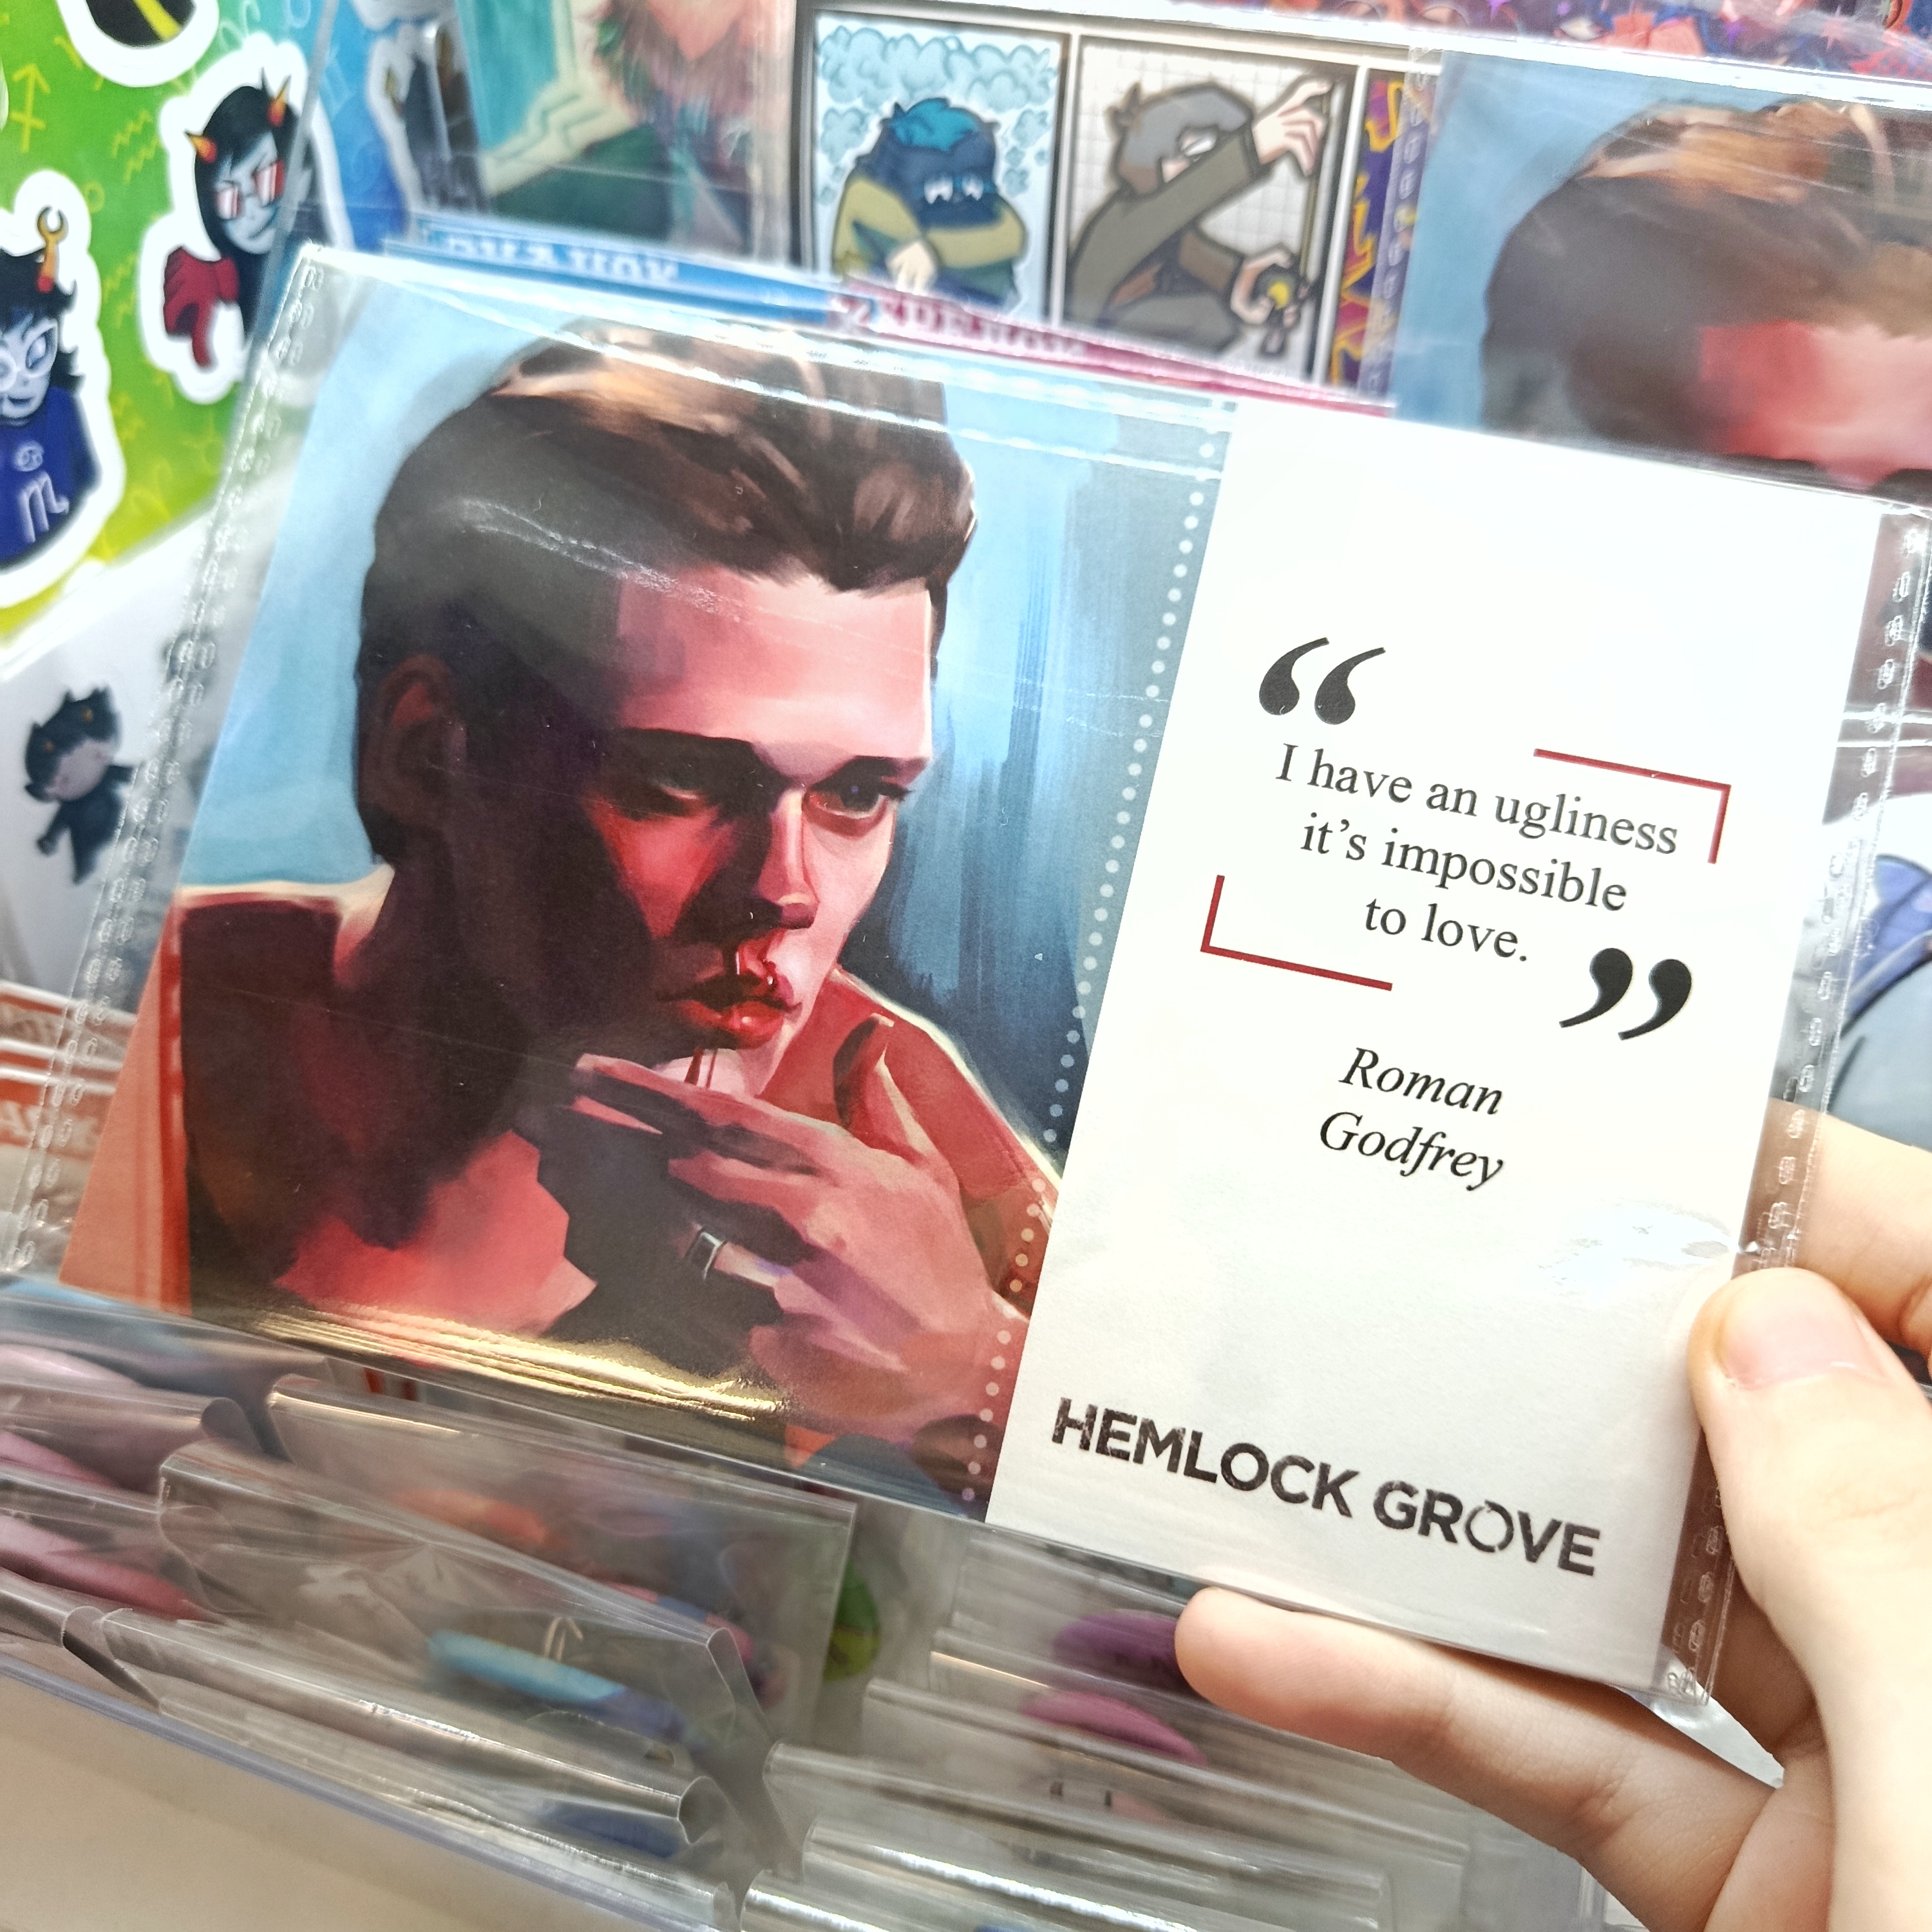 “
I have an ugliness
it’s impossible
to love.
”
Roman
Godfrey
HEMLOCK GROVE